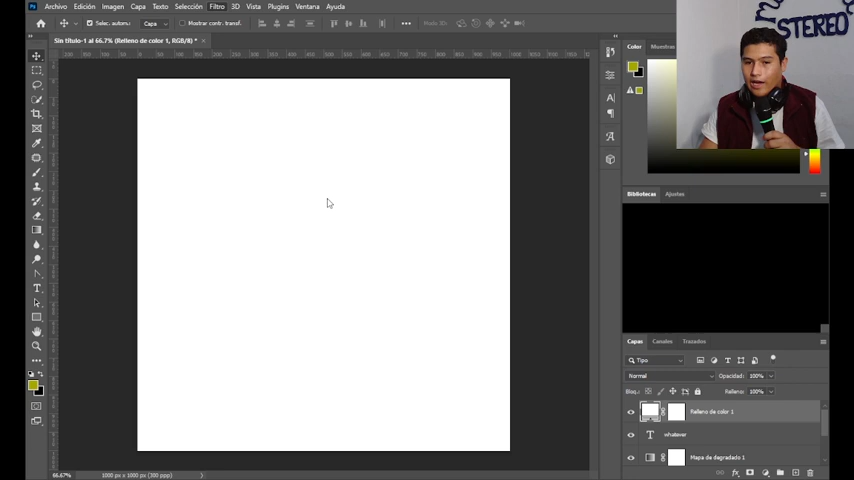 Archivo Edición Imagen Capa Texto Selección Filtro 3D Vista Plugins Ventana Ayuda
Selec. autom.: Capa Mostrar contr. transf. Modo 3D:
Sin título-1 al 66.7% (Relleno de color 1, RGB/8) *
Color Muestras
STEREO
Bibliotecas Ajustes
Capas Canales Trazados
Tipo
Normal Opacidad: 100%
Bloq.: Relleno: 100%
Relleno de color 1
whatever
Mapa de degradado 1
66.67% 1000 px x 1000 px (300 ppp)